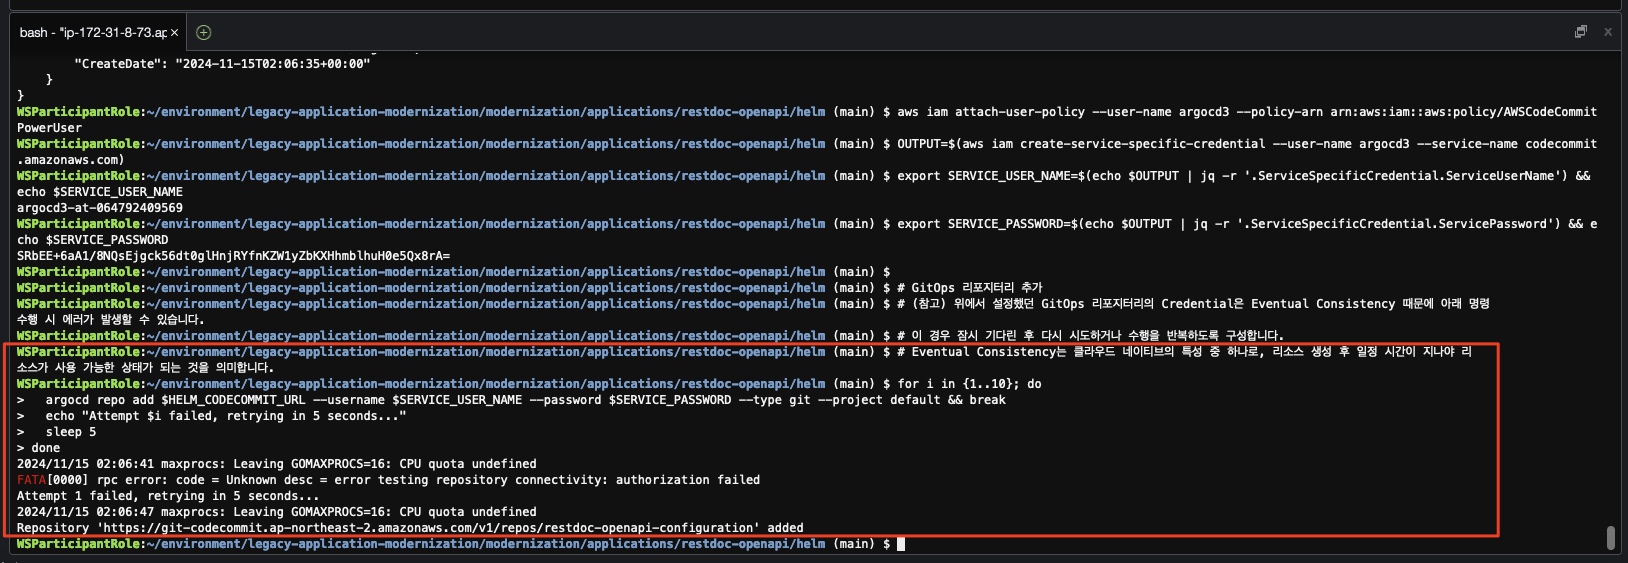 bash - "ip-172-31-8-73.ap
"CreateDate": "2024-11-15T02:06:35+00:00"
}
}
WSParticipantRole:~/environment/legacy-application-modernization/modernization/applications/restdoc-openapi/helm (main) $ aws iam attach-user-policy --user-name argocd3 --policy-arn arn:aws:iam::aws:policy/AWSCodeCommit
PowerUser
WSParticipantRole:~/environment/legacy-application-modernization/modernization/applications/restdoc-openapi/helm (main) $ OUTPUT=$(aws iam create-service-specific-credential --user-name argocd3 --service-name codecommit
.amazonaws.com)
WSParticipantRole:~/environment/legacy-application-modernization/modernization/applications/restdoc-openapi/helm (main) $ export SERVICE_USER_NAME=$(echo $OUTPUT | jq -r '.ServiceSpecificCredential.ServiceUserName') &&
echo $SERVICE_USER_NAME
argocd3-at-064792409569
WSParticipantRole:~/environment/legacy-application-modernization/modernization/applications/restdoc-openapi/helm (main) $ export SERVICE_PASSWORD=$(echo $OUTPUT | jq -r '.ServiceSpecificCredential.ServicePassword') && e
cho $SERVICE_PASSWORD
SRbEE+6aA1/8NQsEjgck56dt0glHnjRYfnKZW1yZbKXHhmblhuH0e5Qx8rA=
WSParticipantRole:~/environment/legacy-application-modernization/modernization/applications/restdoc-openapi/helm (main) $
WSParticipantRole:~/environment/legacy-application-modernization/modernization/applications/restdoc-openapi/helm (main) $ # GitOps 리포지터리 추가
WSParticipantRole:~/environment/legacy-application-modernization/modernization/applications/restdoc-openapi/helm (main) $ # (참고) 위에서 설정했던 GitOps 리포지터리의 Credential은 Eventual Consistency 때문에 아래 명령
수행 시 에러가 발생할 수 있습니다.
WSParticipantRole:~/environment/legacy-application-modernization/modernization/applications/restdoc-openapi/helm (main) $ # 이 경우 잠시 기다린 후 다시 시도하거나 수행을 반복하도록 구성합니다.
WSParticipantRole:~/environment/legacy-application-modernization/modernization/applications/restdoc-openapi/helm (main) $ # Eventual Consistency는 클라우드 네이티브의 특성 중 하나로, 리소스 생성 후 일정 시간이 지나야 리
소스가 사용 가능한 상태가 되는 것을 의미합니다.
WSParticipantRole:~/environment/legacy-application-modernization/modernization/applications/restdoc-openapi/helm (main) $ for i in {1..10}; do
>   argocd repo add $HELM_CODECOMMIT_URL --username $SERVICE_USER_NAME --password $SERVICE_PASSWORD --type git --project default && break
>   echo "Attempt $i failed, retrying in 5 seconds..."
>   sleep 5
> done
2024/11/15 02:06:41 maxprocs: Leaving GOMAXPROCS=16: CPU quota undefined
FATA[0000] rpc error: code = Unknown desc = error testing repository connectivity: authorization failed
Attempt 1 failed, retrying in 5 seconds...
2024/11/15 02:06:47 maxprocs: Leaving GOMAXPROCS=16: CPU quota undefined
Repository 'https://git-codecommit.ap-northeast-2.amazonaws.com/v1/repos/restdoc-openapi-configuration' added
WSParticipantRole:~/environment/legacy-application-modernization/modernization/applications/restdoc-openapi/helm (main) $